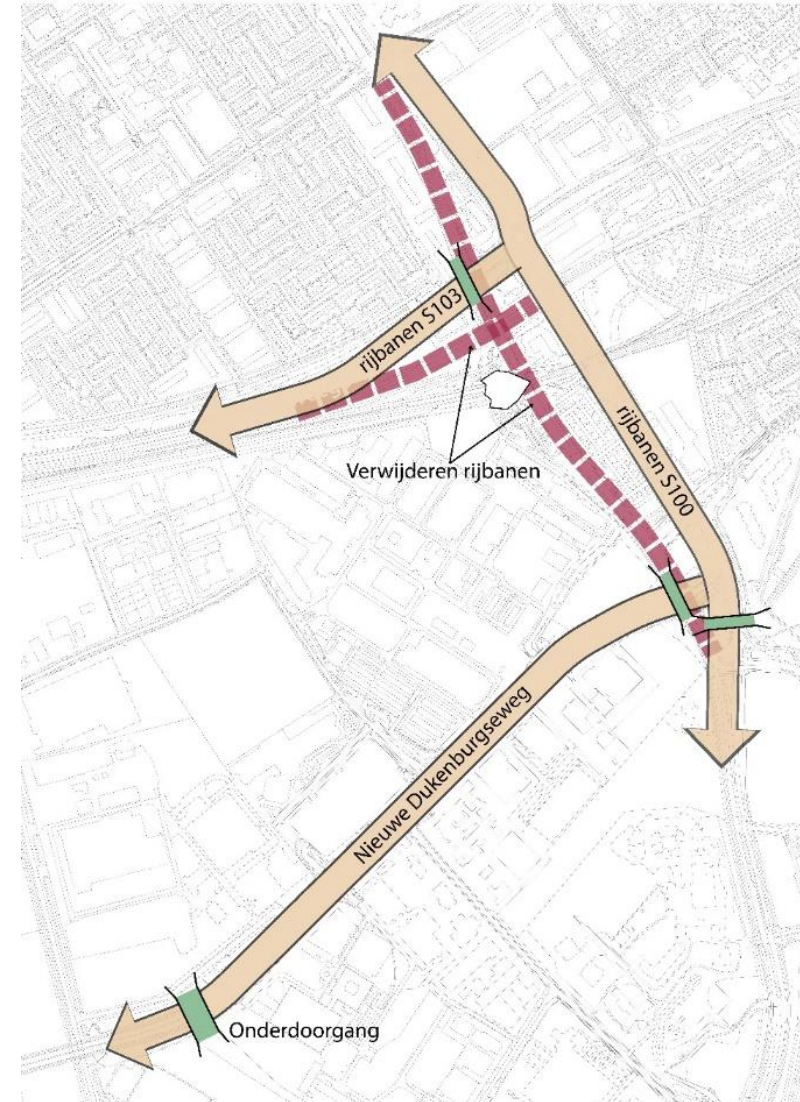 rijbanen S103
Verwijderen rijbanen
rijbanen S100
Nieuwe Dukenburgseweg
Onderdoorgang